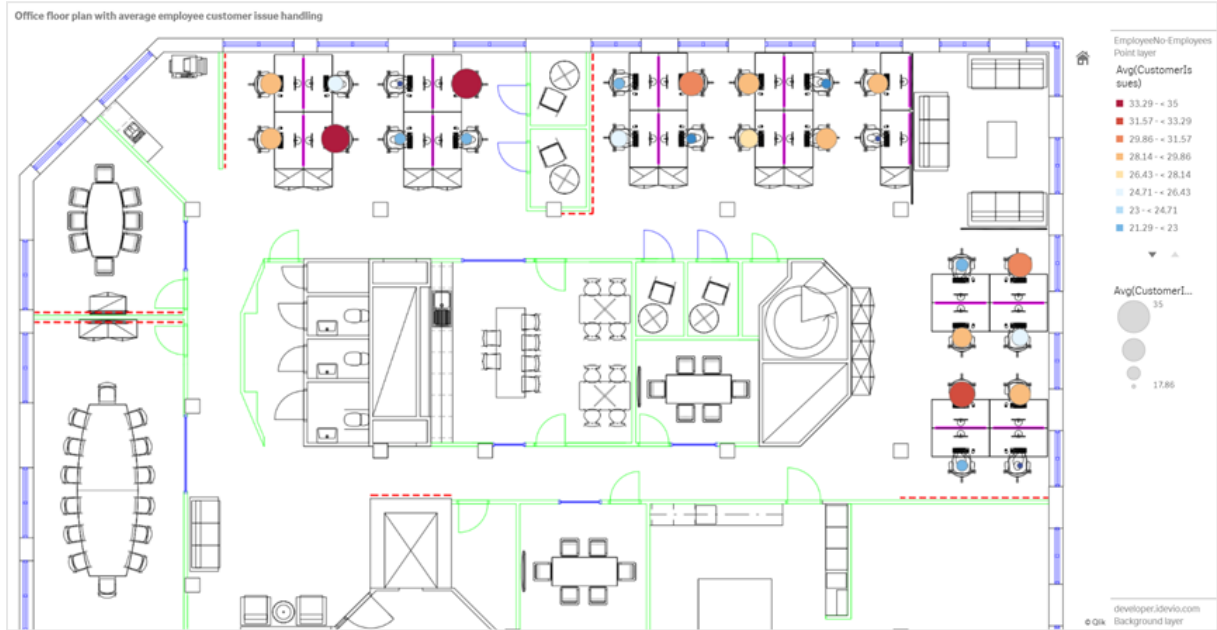 Office floor plan with average employee customer issue handling
EmployeeNo-Employees
Point layer
Avg(CustomerIs
sues)
33.29 - < 35
31.57 - < 33.29
29.86 - < 31.57
28.14 - < 29.86
26.43 - < 28.14
24.71 - < 26.43
23 - < 24.71
21.29 - < 23
Avg(CustomerI...
35
17.86
developer.idevio.com
Background layer
© Qlik